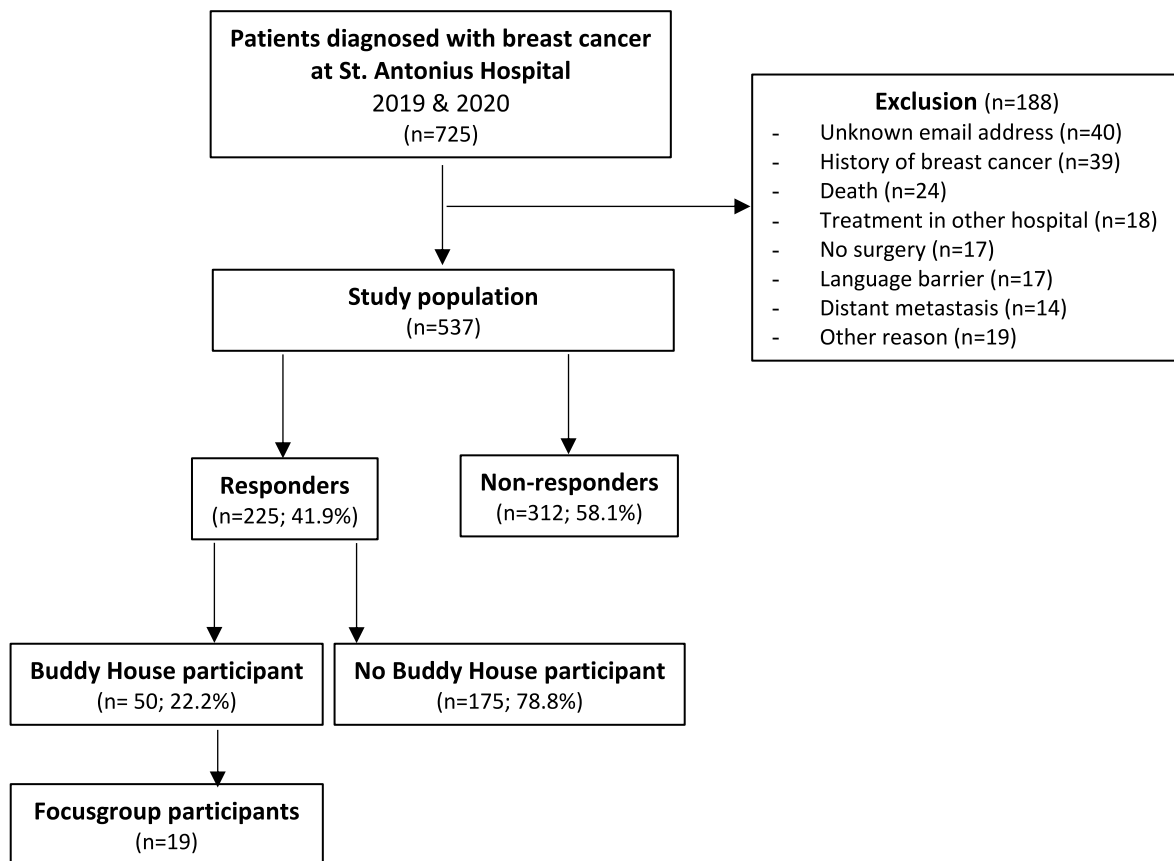 Patients diagnosed with breast cancer
at St. Antonius Hospital
2019 & 2020
(n=725)
Exclusion (n=188)
- Unknown email address (n=40)
- History of breast cancer (n=39)
- Death (n=24)
- Treatment in other hospital (n=18)
- No surgery (n=17)
- Language barrier (n=17)
- Distant metastasis (n=14)
- Other reason (n=19)
Study population
(n=537)
Responders
(n=225; 41.9%)
Non-responders
(n=312; 58.1%)
Buddy House participant
(n= 50; 22.2%)
No Buddy House participant
(n=175; 78.8%)
Focusgroup participants
(n=19)